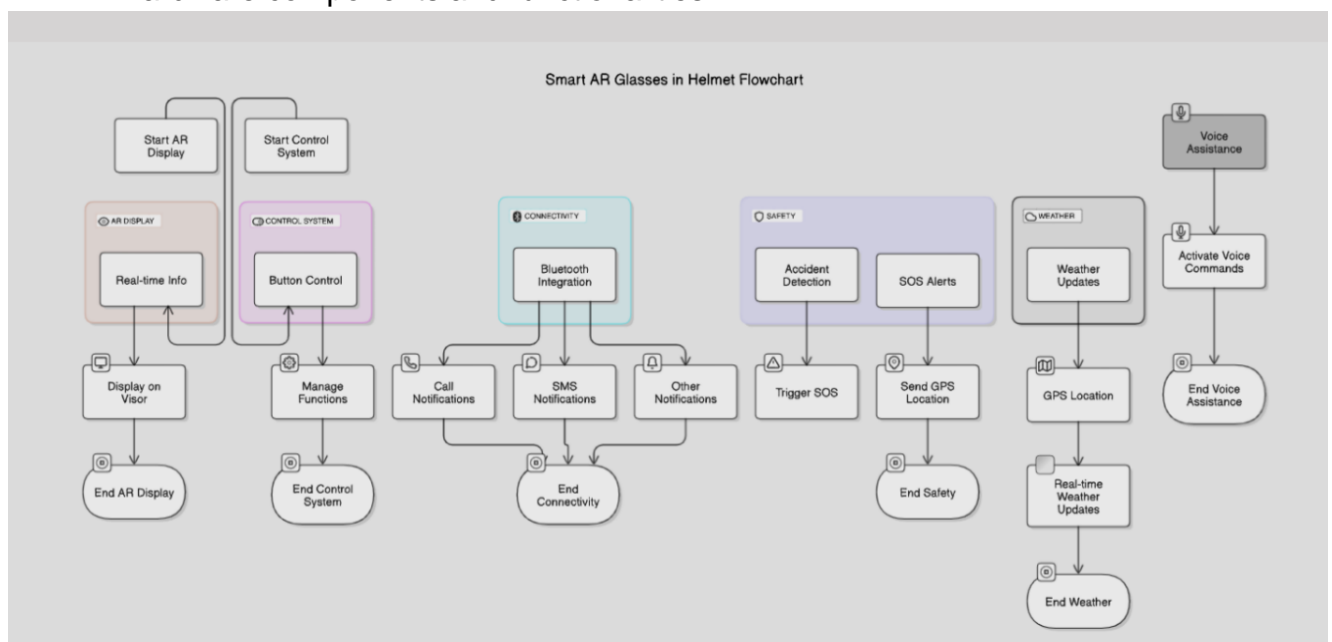 Smart AR Glasses in Helmet Flowchart
Start AR
Display
Start Control
System
Voice
Assistance
AR DISPLAY
CONTROL SYSTEM
CONNECTIVITY
SAFETY
WEATHER
Real-time Info
Button Control
Bluetooth
Integration
Accident
Detection
SOS Alerts
Weather
Updates
Activate Voice
Commands
Display on
Visor
Manage
Functions
Call
Notifications
SMS
Notifications
Other
Notifications
Trigger SOS
Send GPS
Location
GPS Location
End Voice
Assistance
End AR Display
End Control
System
End
Connectivity
End Safety
Real-time
Weather
Updates
End Weather